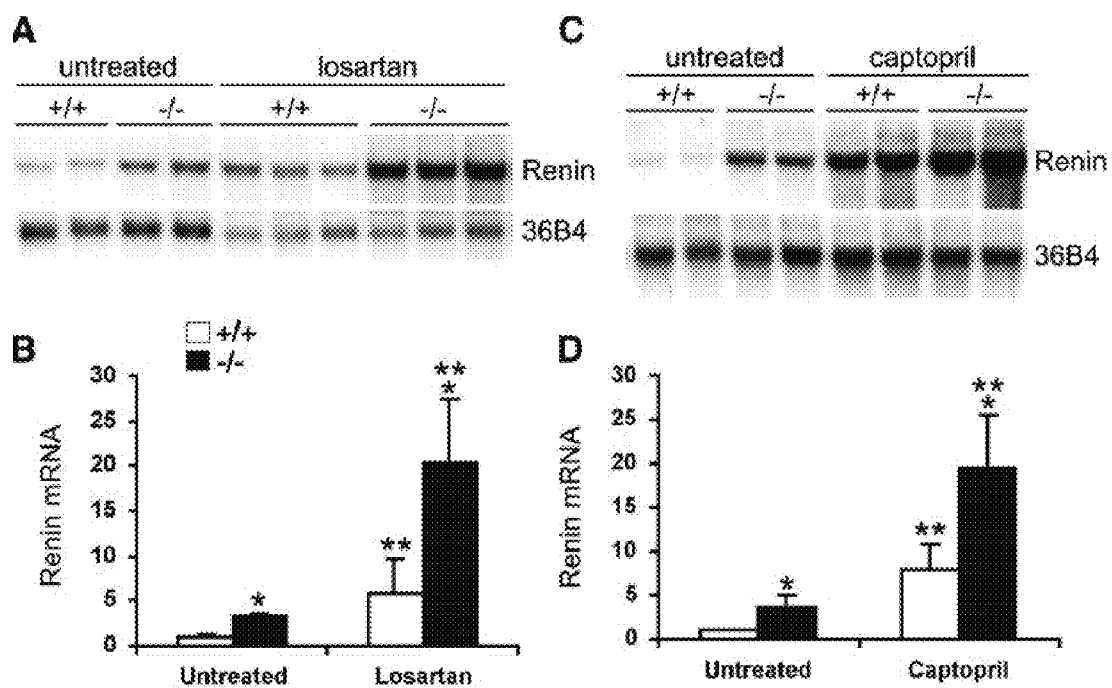 A
untreated losartan
+/+ -/- +/+ -/-
Renin
36B4
C
untreated captopril
+/+ -/- +/+ -/-
Renin
36B4
B
+/+
-/-
Renin mRNA
30
25
20
15
10
5
0
*
**
**
*
Untreated Losartan
D
Renin mRNA
30
25
20
15
10
5
0
*
**
**
*
Untreated Captopril